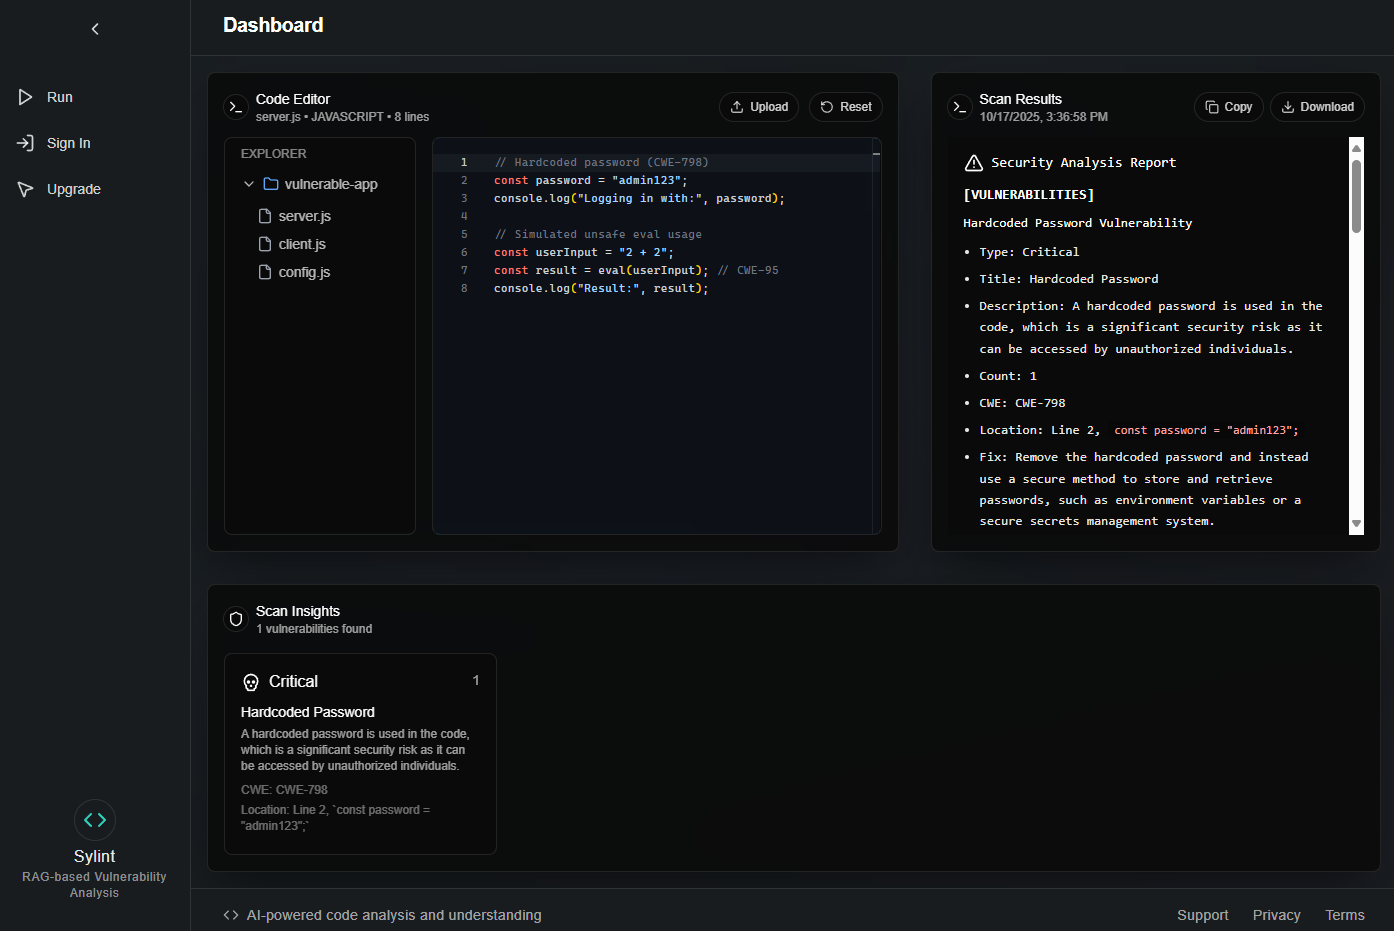 Dashboard
Run
Sign In
Upgrade
Sylint
RAG-based Vulnerability
Analysis
Code Editor
server.js • JAVASCRIPT • 8 lines
Upload
Reset
EXPLORER
vulnerable-app
server.js
client.js
config.js
1 // Hardcoded password (CWE-798)
2 const password = "admin123";
3 console.log("Logging in with:", password);
4
5 // Simulated unsafe eval usage
6 const userInput = "2 + 2";
7 const result = eval(userInput); // CWE-95
8 console.log("Result:", result);
Scan Results
10/17/2025, 3:36:58 PM
Copy
Download
Security Analysis Report
[VULNERABILITIES]
Hardcoded Password Vulnerability
• Type: Critical
• Title: Hardcoded Password
• Description: A hardcoded password is used in the
code, which is a significant security risk as it
can be accessed by unauthorized individuals.
• Count: 1
• CWE: CWE-798
• Location: Line 2, const password = "admin123";
• Fix: Remove the hardcoded password and instead
use a secure method to store and retrieve
passwords, such as environment variables or a
secure secrets management system.
Scan Insights
1 vulnerabilities found
Critical 1
Hardcoded Password
A hardcoded password is used in the code,
which is a significant security risk as it can
be accessed by unauthorized individuals.
CWE: CWE-798
Location: Line 2, `const password =
"admin123";`
AI-powered code analysis and understanding
Support
Privacy
Terms